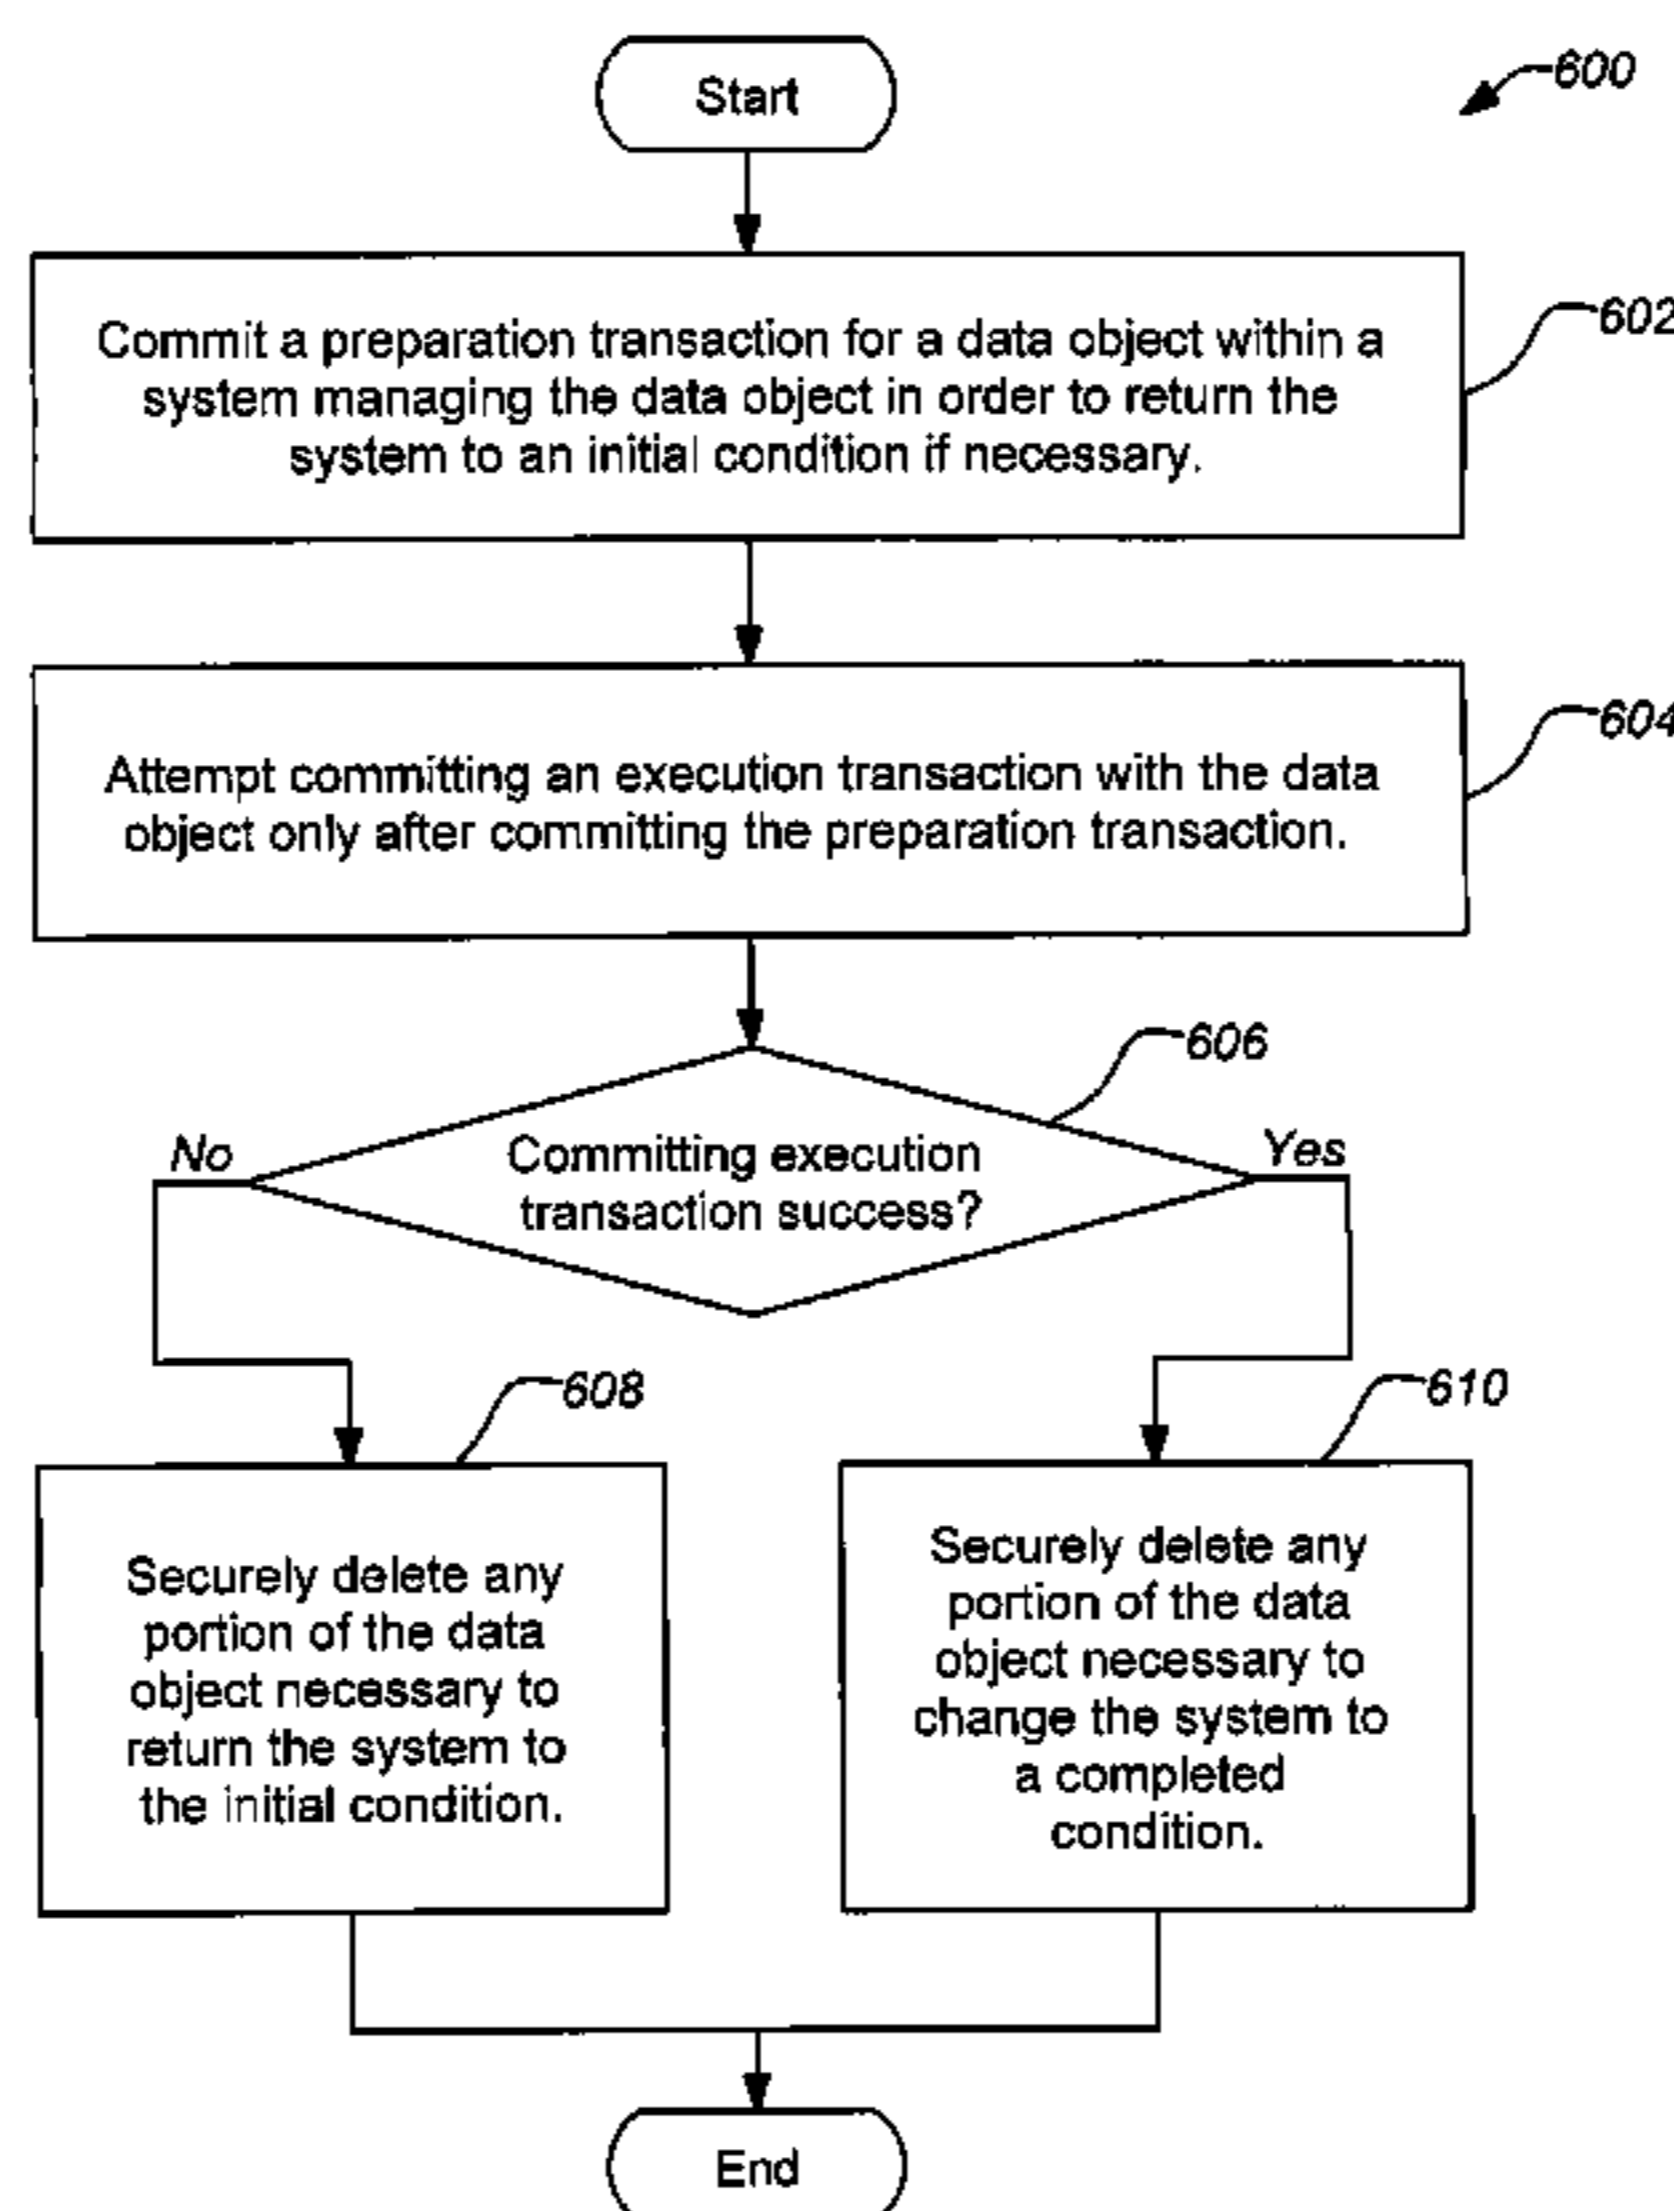 Start
600
Commit a preparation transaction for a data object within a
system managing the data object in order to return the
system to an initial condition if necessary.
602
Attempt committing an execution transaction with the data
object only after committing the preparation transaction.
604
606
No
Committing execution
transaction success?
Yes
608
Securely delete any
portion of the data
object necessary to
return the system to
the initial condition.
610
Securely delete any
portion of the data
object necessary to
change the system to
a completed
condition.
End